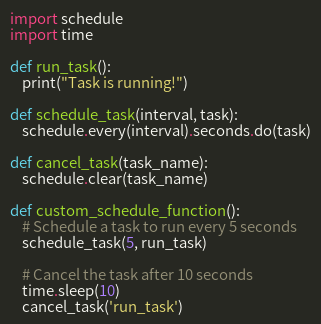 import schedule
import time

def run_task():
    print("Task is running!")

def schedule_task(interval, task):
    schedule.every(interval).seconds.do(task)

def cancel_task(task_name):
    schedule.clear(task_name)

def custom_schedule_function():
    # Schedule a task to run every 5 seconds
    schedule_task(5, run_task)

    # Cancel the task after 10 seconds
    time.sleep(10)
    cancel_task('run_task')